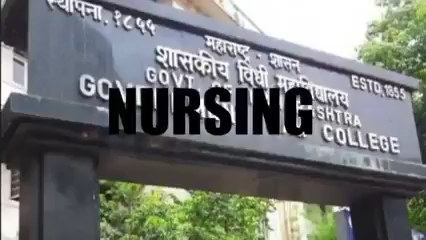 स्थापना.१८५५
महाराष्ट्र - शासन
शासकीय विधी महाविद्यालय
ESTD.1855
GOVT.
NURSING
COLLEGE